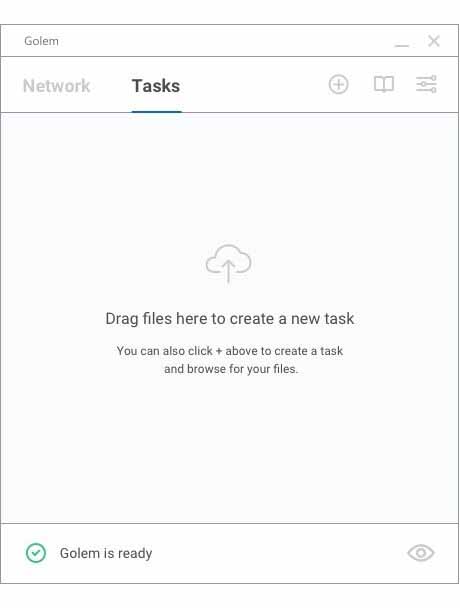 Golem
Network
Tasks
Drag files here to create a new task
You can also click + above to create a task
and browse for your files.
Golem is ready